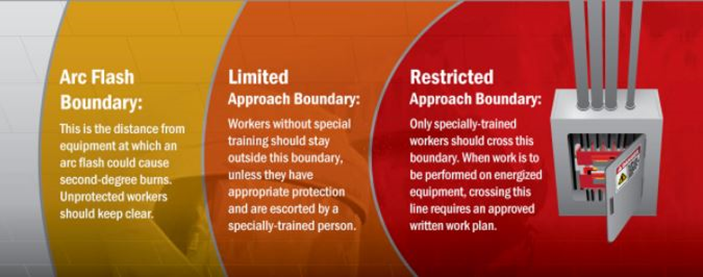 Arc Flash
Boundary:
This is the distance from
equipment at which an
arc flash could cause
second-degree burns.
Unprotected workers
should keep clear.
Limited
Approach Boundary:
Workers without special
training should stay
outside this boundary,
unless they have
appropriate protection
and are escorted by a
specially-trained person.
Restricted
Approach Boundary:
Only specially-trained
workers should cross this
boundary. When work is to
be performed on energized
equipment, crossing this
line requires an approved
written work plan.